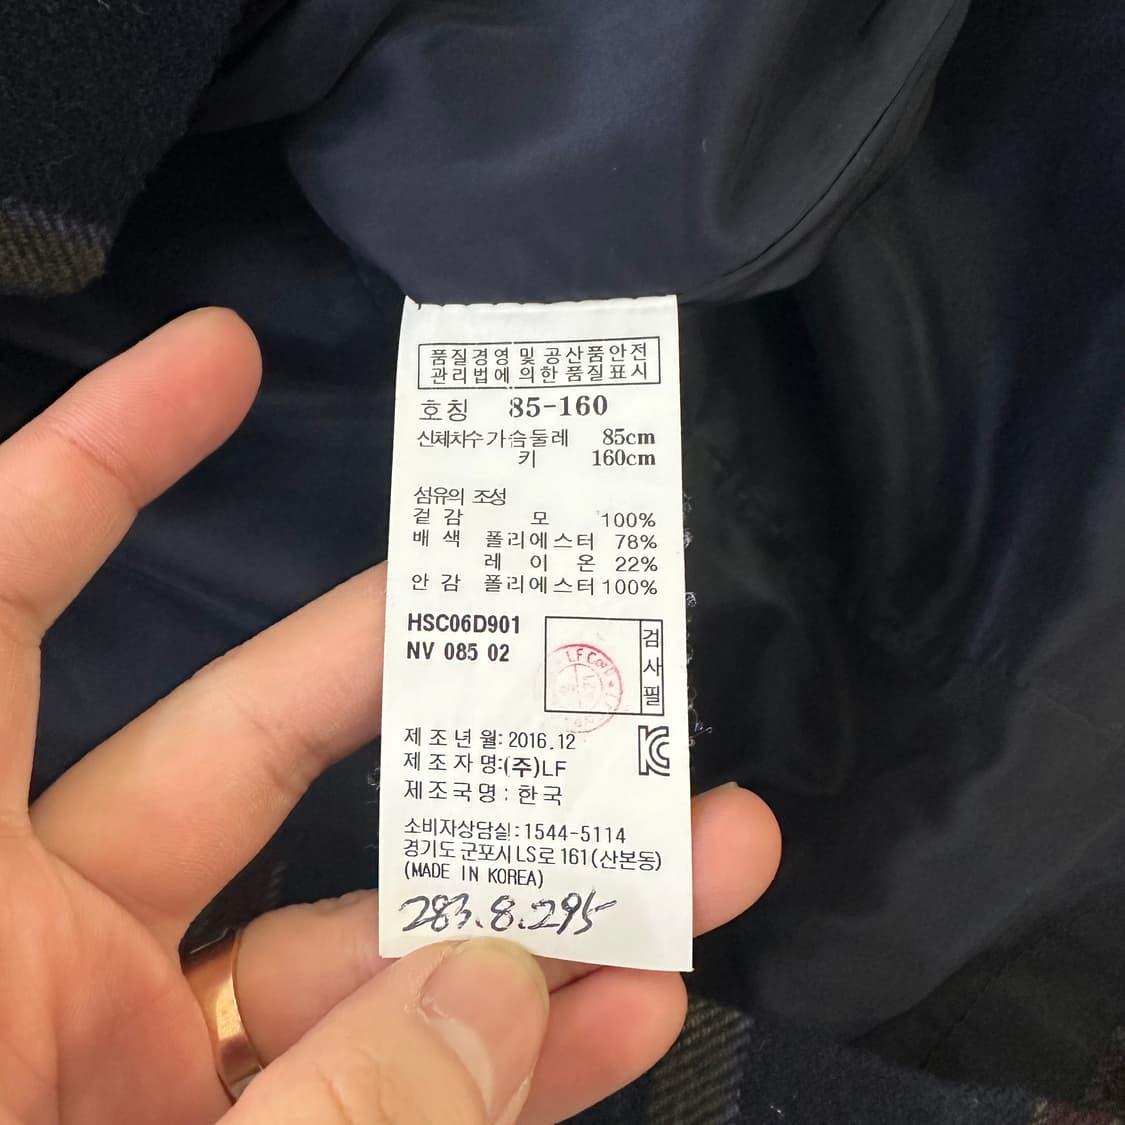 품질경영 및 공산품안전
관리법에 의한 품질표시
호칭 85-160
신체치수 가슴둘레 85cm
키 160cm
섬유의 조성
겉감 모 100%
배색 폴리에스터 78%
레이온 22%
안감 폴리에스터 100%
HSC06D901
NV 085 02
검사필
LF Corp
제조년월: 2016.12
제조자명:(주)LF
제조국명: 한국
소비자상담실: 1544-5114
경기도 군포시 LS로 161(산본동)
(MADE IN KOREA)
283.8.295